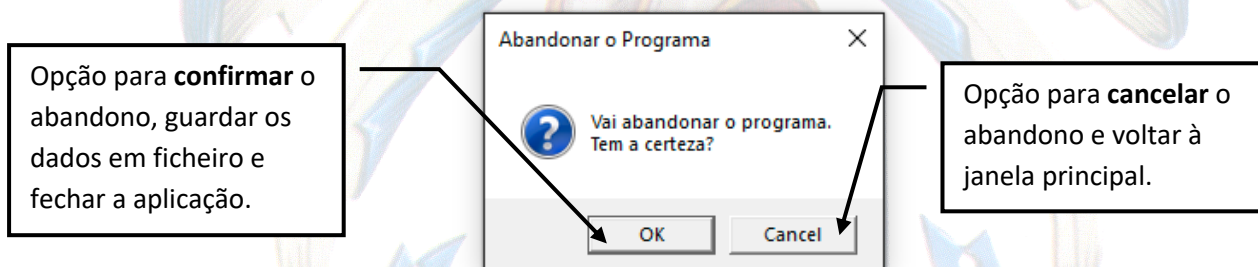 Opção para confirmar o
abandono, guardar os
dados em ficheiro e
fechar a aplicação.
Abandonar o Programa
Vai abandonar o programa.
Tem a certeza?
OK
Cancel
Opção para cancelar o
abandono e voltar à
janela principal.